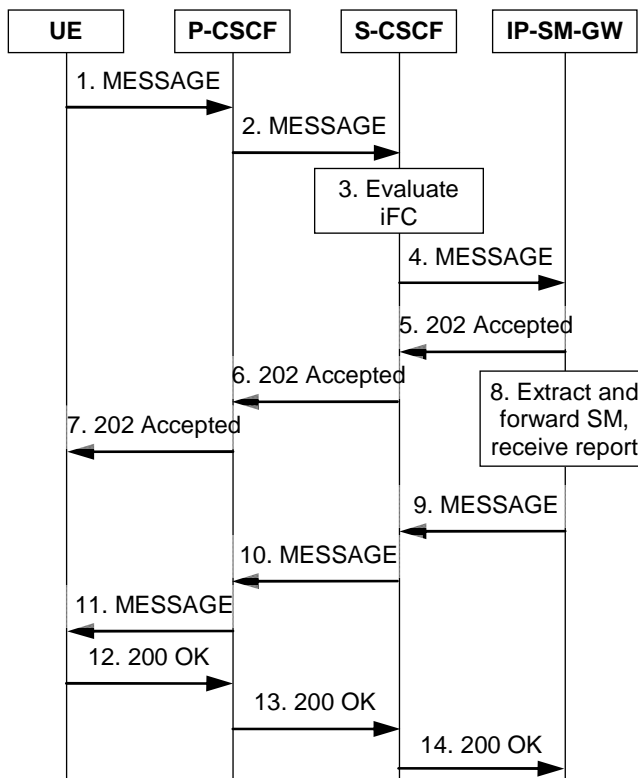 UE
P-CSCF
S-CSCF
IP-SM-GW
1. MESSAGE
2. MESSAGE
3. Evaluate
iFC
4. MESSAGE
5. 202 Accepted
6. 202 Accepted
7. 202 Accepted
8. Extract and
forward SM,
receive report
9. MESSAGE
10. MESSAGE
11. MESSAGE
12. 200 OK
13. 200 OK
14. 200 OK